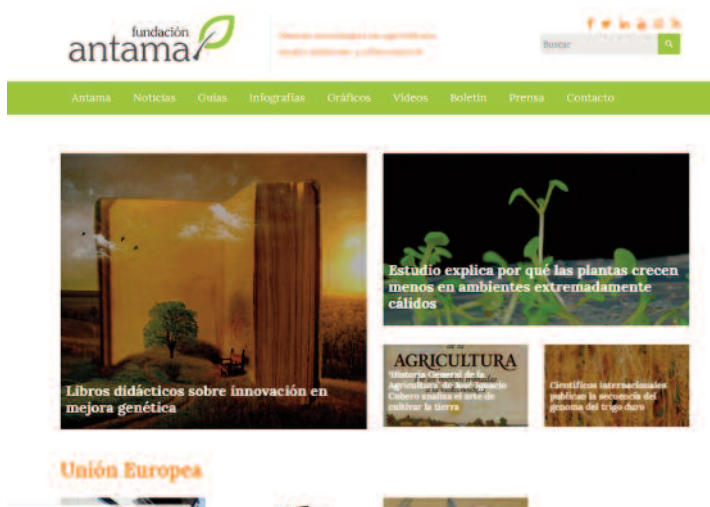 fundación
antama
Buscar
Antama Noticias Guías Infografías Gráficos Vídeos Boletín Prensa Contacto
Libros didácticos sobre innovación en
mejora genética
Estudio explica por qué las plantas crecen
menos en ambientes extremadamente
cálidos
AGRICULTURA
'Historia General de la
Agricultura' de José Ignacio
Cubero analiza el arte de
cultivar la tierra
Científicos internacionales
publican la secuencia del
genoma del trigo duro
Unión Europea